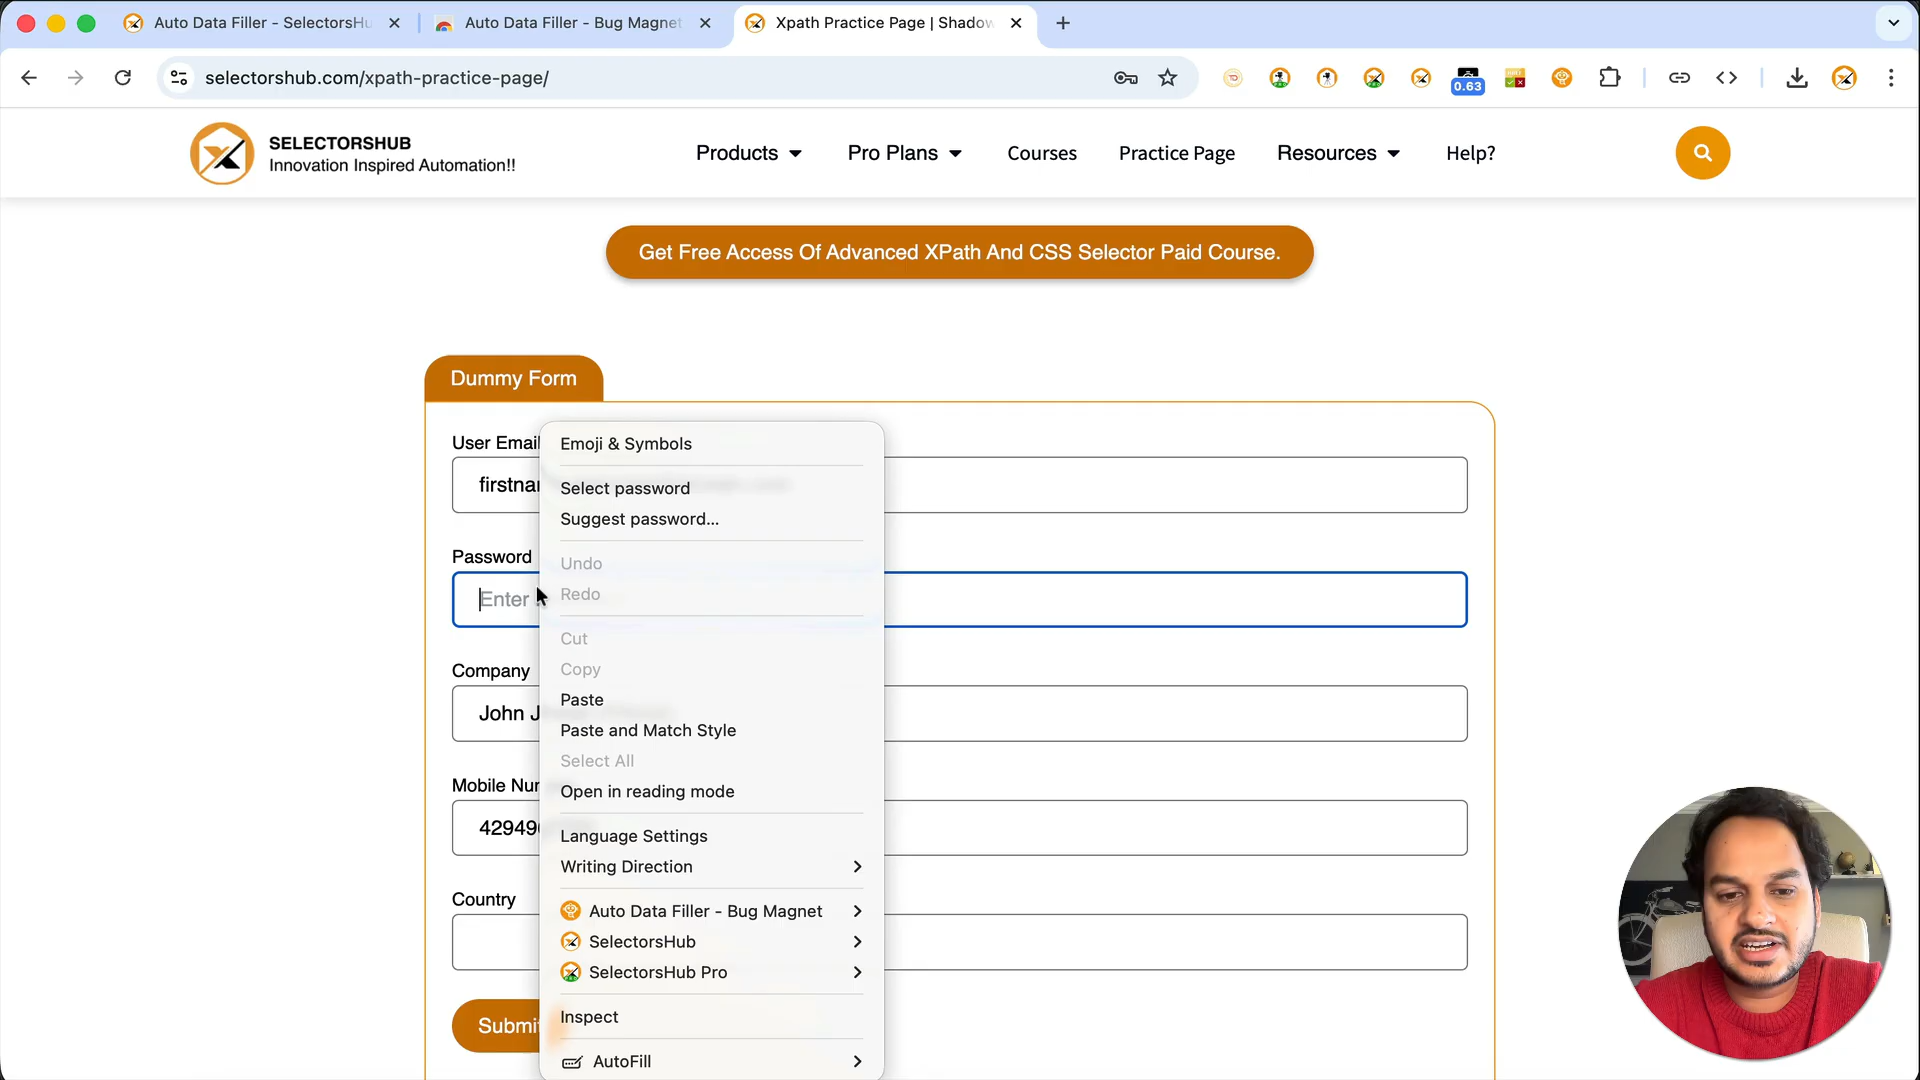 Auto Data Filler - SelectorsHu
Auto Data Filler - Bug Magnet
Xpath Practice Page | Shadow
selectorshub.com/xpath-practice-page/
0.63
SELECTORSHUB
Innovation Inspired Automation!!
Products
Pro Plans
Courses
Practice Page
Resources
Help?
Get Free Access Of Advanced XPath And CSS Selector Paid Course.
Dummy Form
User Email
firstna
Password
Enter
Company
John J
Mobile Nu
42949
Country
Submit
Emoji & Symbols
Select password
Suggest password...
Undo
Redo
Cut
Copy
Paste
Paste and Match Style
Select All
Open in reading mode
Language Settings
Writing Direction
Auto Data Filler - Bug Magnet
SelectorsHub
SelectorsHub Pro
Inspect
AutoFill